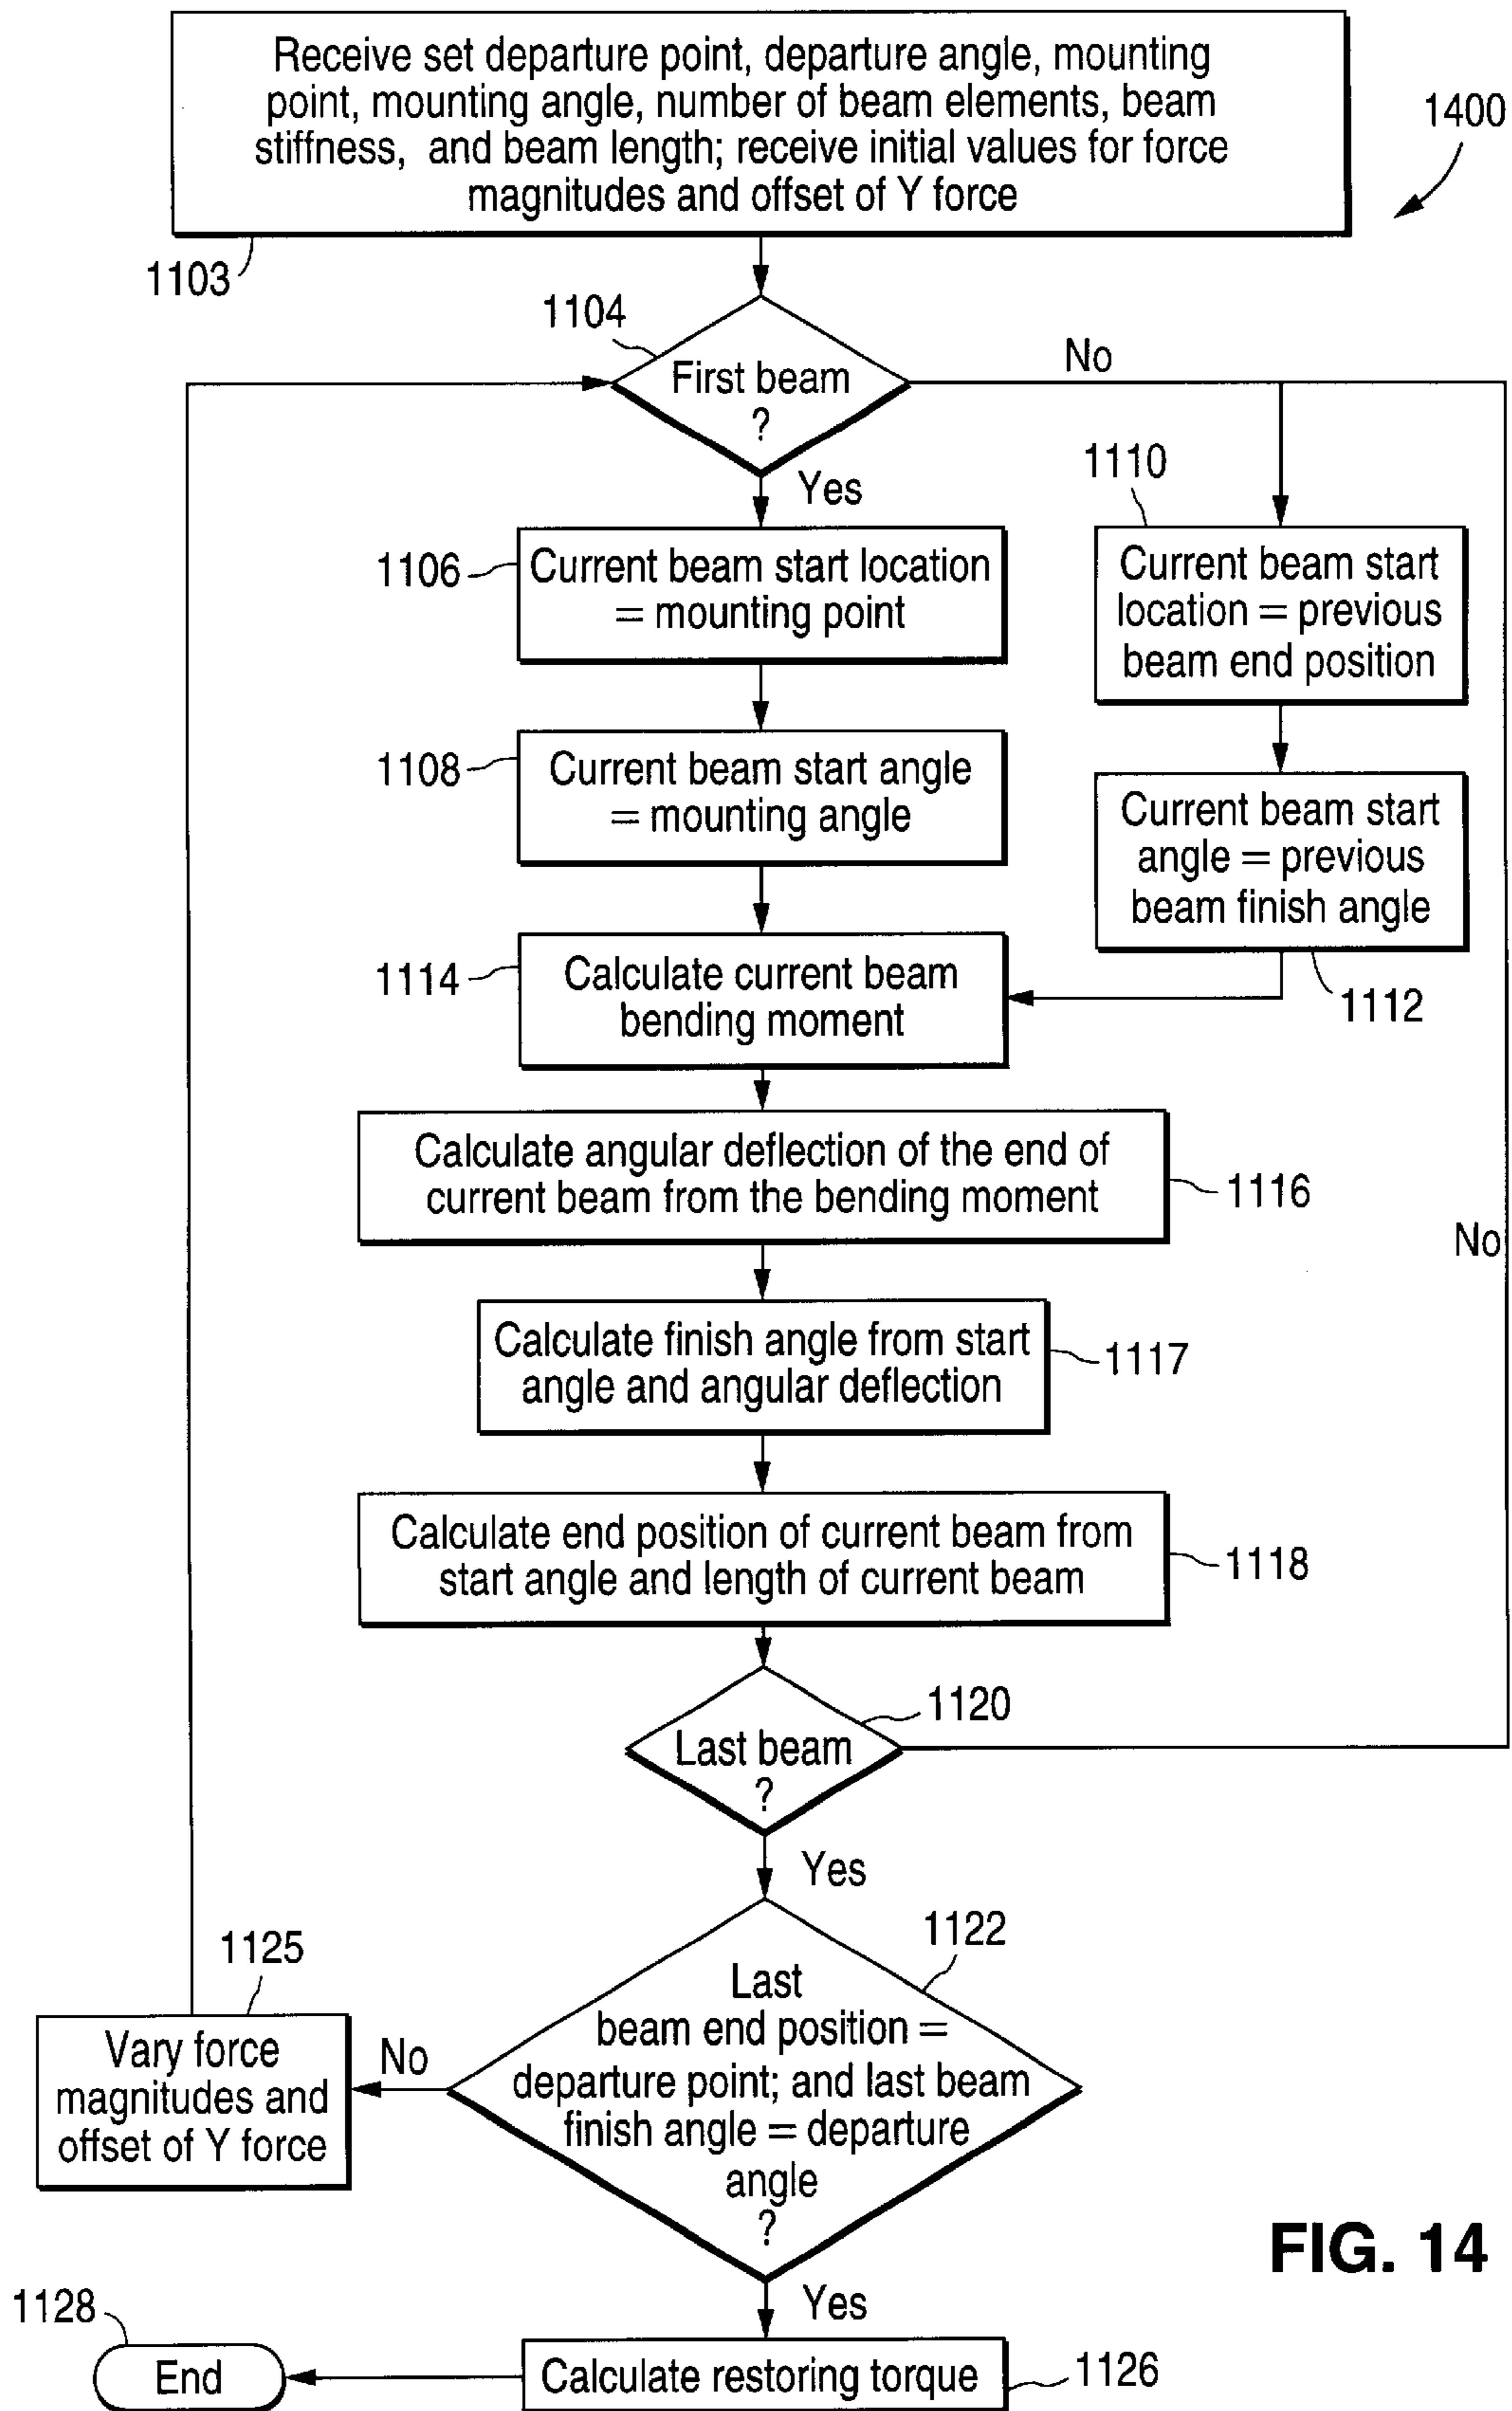 Receive set departure point, departure angle, mounting
point, mounting angle, number of beam elements, beam
stiffness, and beam length; receive initial values for force
magnitudes and offset of Y force
1400
1103
1104
First beam
?
No
Yes
1106
Current beam start location
= mounting point
1110
Current beam start
location = previous
beam end position
1108
Current beam start angle
= mounting angle
Current beam start
angle = previous
beam finish angle
1112
1114
Calculate current beam
bending moment
Calculate angular deflection of the end of
current beam from the bending moment
1116
No
Calculate finish angle from start
angle and angular deflection
1117
Calculate end position of current beam from
start angle and length of current beam
1118
1120
Last beam
?
Yes
1122
Last
beam end position =
departure point; and last beam
finish angle = departure
angle
?
1125
Vary force
magnitudes and
offset of Y force
No
Yes
FIG. 14
1128
End
Calculate restoring torque
1126